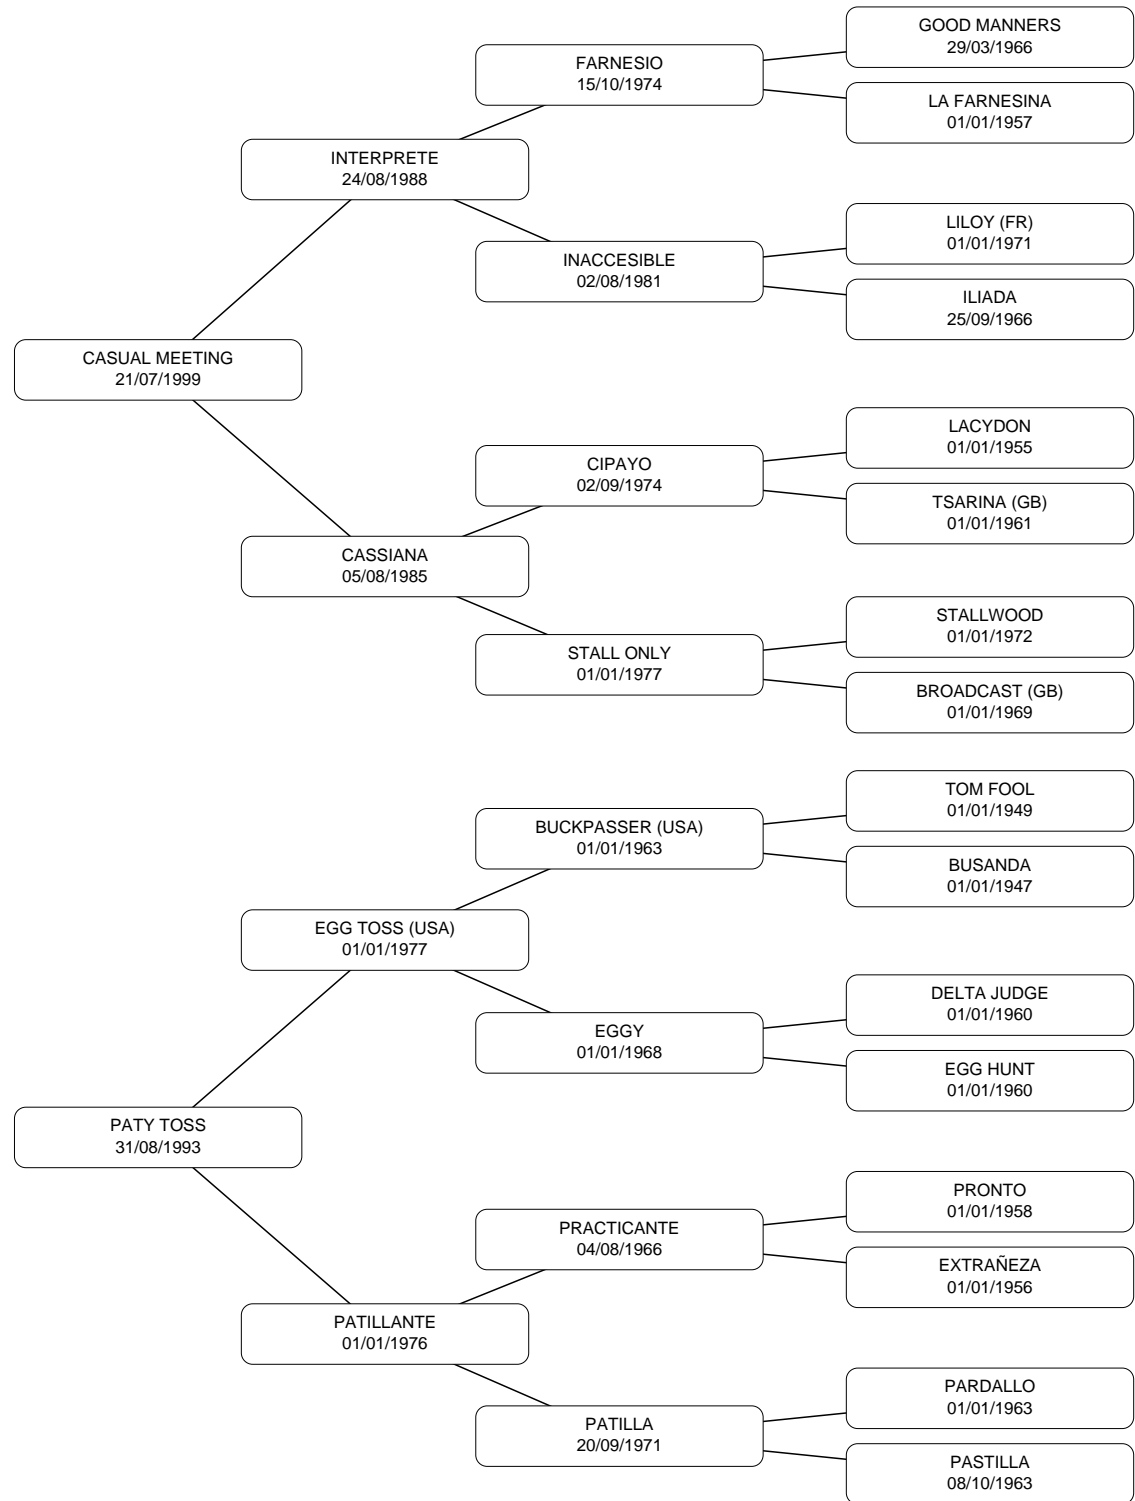 GOOD MANNERS
29/03/1966
FARNESIO
15/10/1974
LA FARNESINA
01/01/1957
INTERPRETE
24/08/1988
LILOY (FR)
01/01/1971
INACCESIBLE
02/08/1981
ILIADA
25/09/1966
CASUAL MEETING
21/07/1999
LACYDON
01/01/1955
CIPAYO
02/09/1974
TSARINA (GB)
01/01/1961
CASSIANA
05/08/1985
STALLWOOD
01/01/1972
STALL ONLY
01/01/1977
BROADCAST (GB)
01/01/1969
TOM FOOL
01/01/1949
BUCKPASSER (USA)
01/01/1963
BUSANDA
01/01/1947
EGG TOSS (USA)
01/01/1977
DELTA JUDGE
01/01/1960
EGGY
01/01/1968
EGG HUNT
01/01/1960
PATY TOSS
31/08/1993
PRONTO
01/01/1958
PRACTICANTE
04/08/1966
EXTRAÑEZA
01/01/1956
PATILLANTE
01/01/1976
PARDALLO
01/01/1963
PATILLA
20/09/1971
PASTILLA
08/10/1963